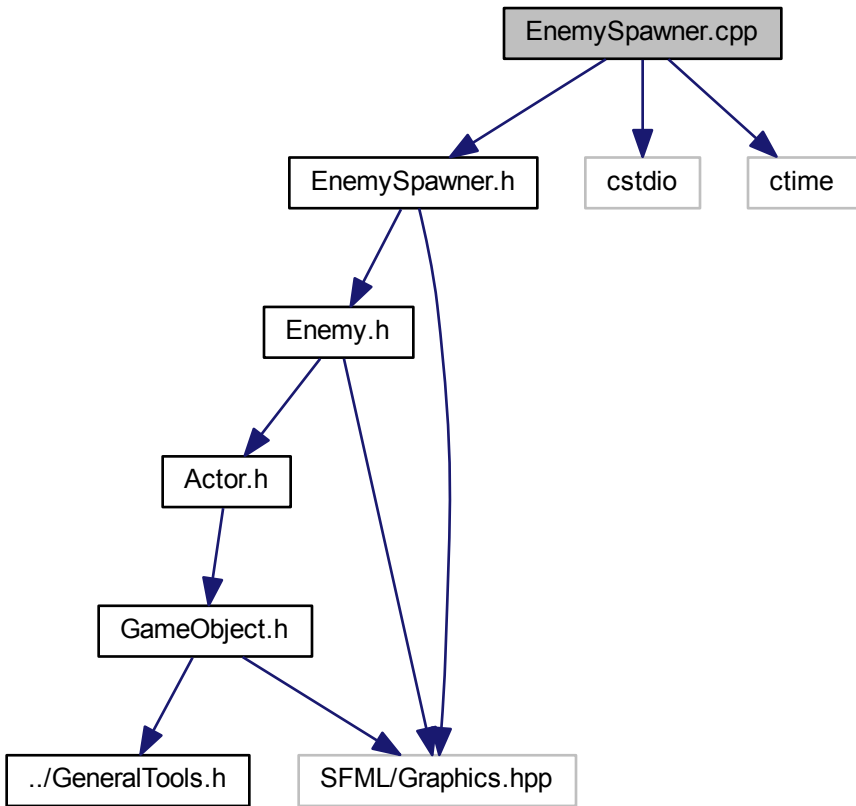 EnemySpawner.cpp
EnemySpawner.h
cstdio
ctime
Enemy.h
Actor.h
GameObject.h
../GeneralTools.h
SFML/Graphics.hpp